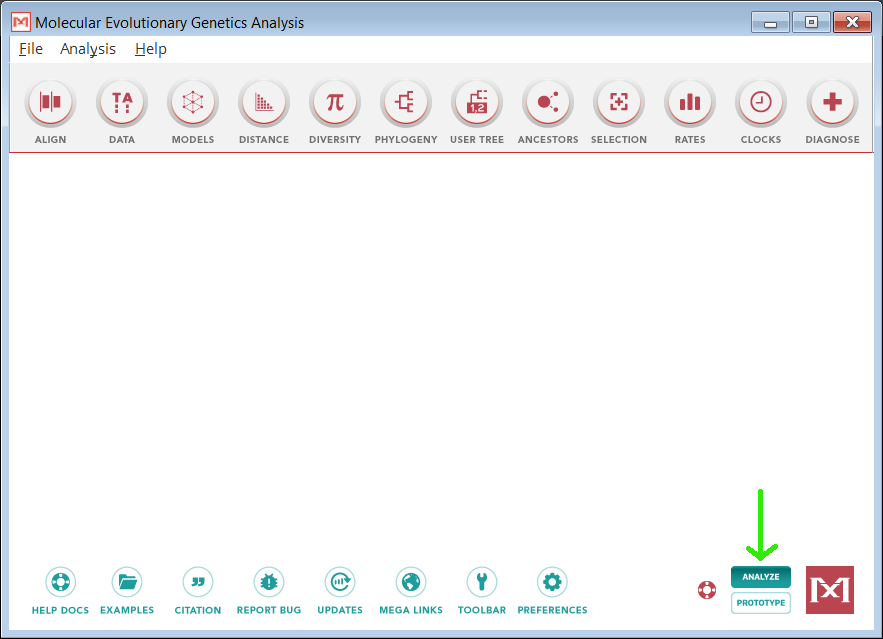 Molecular Evolutionary Genetics Analysis
File Analysis Help
TA π 1,2
ALIGN DATA MODELS DISTANCE DIVERSITY PHYLOGENY USER TREE ANCESTORS SELECTION RATES CLOCKS DIAGNOSE
ANALYZE
PROTOTYPE
M
HELP DOCS EXAMPLES CITATION REPORT BUG UPDATES MEGA LINKS TOOLBAR PREFERENCES